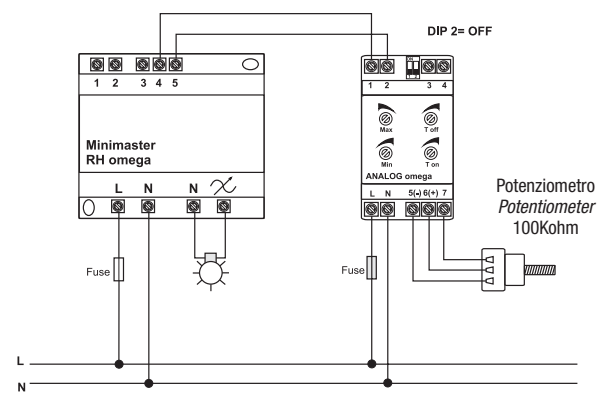 DIP 2= OFF
1 2 3 4 5
ON
1 2 3 4
Max
T off
Min
T on
Minimaster
RH omega
ANALOG omega
L N N
L N 5(-) 6(+) 7
Potenziometro
Potentiometer
100Kohm
Fuse
Fuse
L
N